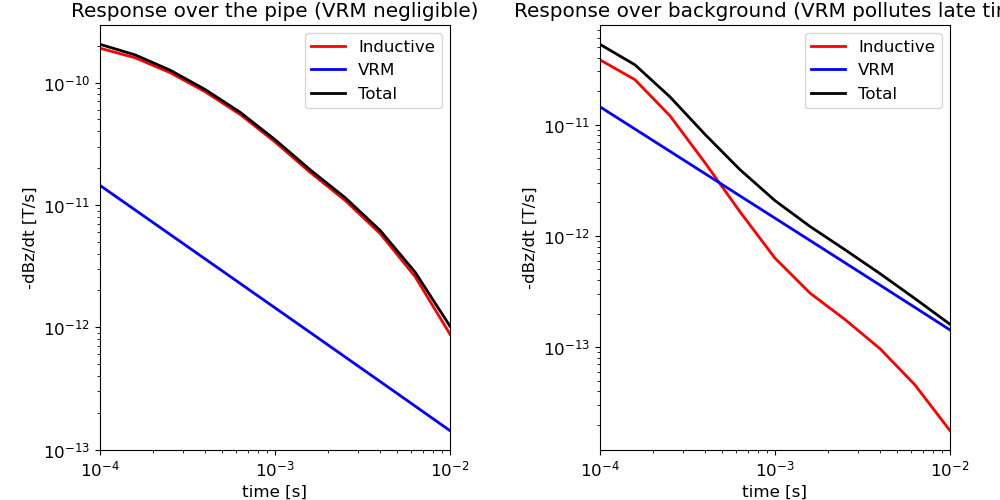 Response over the pipe (VRM negligible)
-dBz/dt [T/s]
10⁻¹⁰
10⁻¹¹
10⁻¹²
10⁻¹³
Inductive
VRM
Total
10⁻⁴ 10⁻³ 10⁻²
time [s]
Response over background (VRM pollutes late
-dBz/dt [T/s]
10⁻¹¹
10⁻¹²
10⁻¹³
Inductive
VRM
Total
10⁻⁴ 10⁻³ 10⁻²
time [s]